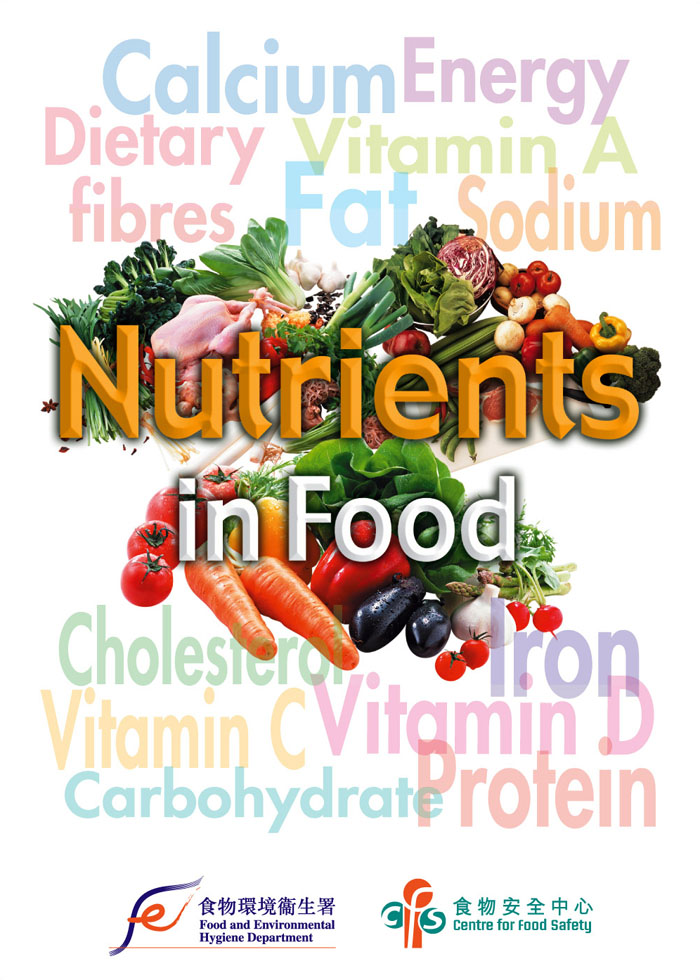 Calcium Energy
Dietary Vitamin A
fibres Fat Sodium
Nutrients
in Food
Cholesterol Iron
Vitamin C Vitamin D
Carbohydrate Protein
食物環境衞生署
Food and Environmental
Hygiene Department
cfs 食物安全中心
Centre for Food Safety